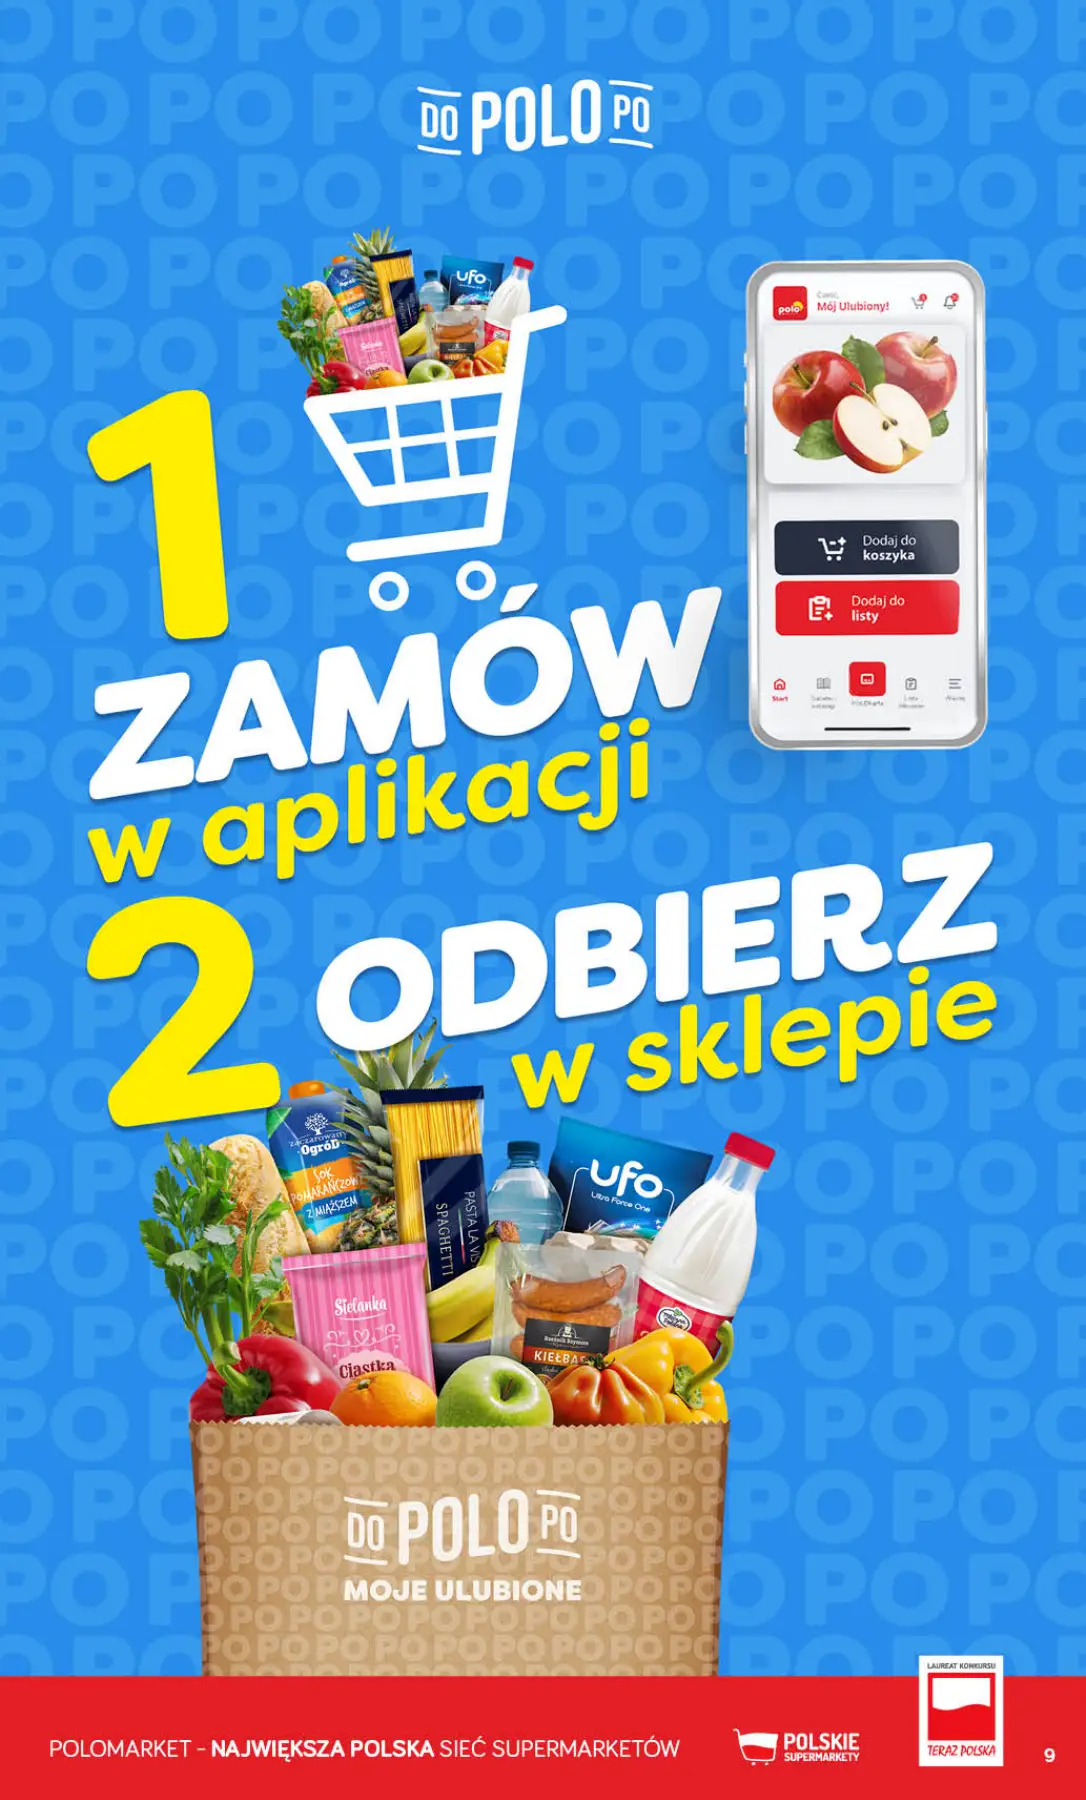 DO POLO PO
ufo
polo
Cześć,
Mój Ulubiony!
1
Dodaj do
koszyka
Dodaj do
listy
Start
ZAMÓW
w aplikacji
2 ODBIERZ
w sklepie
zaczarowany
OgróD
SOK
POMARAŃCZOWY
Z MIĄŻSZEM
SPAGHETTI
PASTA LA VIS
ufo
Ultra Force One
Sielanka
Ciastka
KIEŁBAS
DO POLO PO
MOJE ULUBIONE
LAUREAT KONKURSU
TERAZ POLSKA
POLOMARKET - NAJWIĘKSZA POLSKA SIEĆ SUPERMARKETÓW
POLSKIE
SUPERMARKETY
9